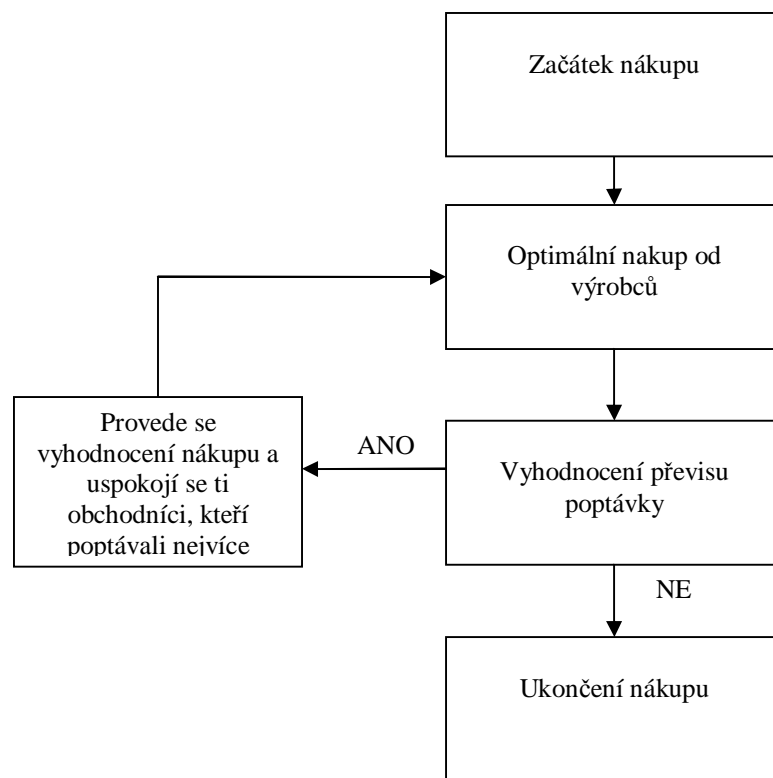 Začátek nákupu
Optimální nakup od
výrobců
Provede se
vyhodnocení nákupu a
uspokojí se ti
obchodníci, kteří
poptávali nejvíce
ANO
Vyhodnocení převisu
poptávky
NE
Ukončení nákupu